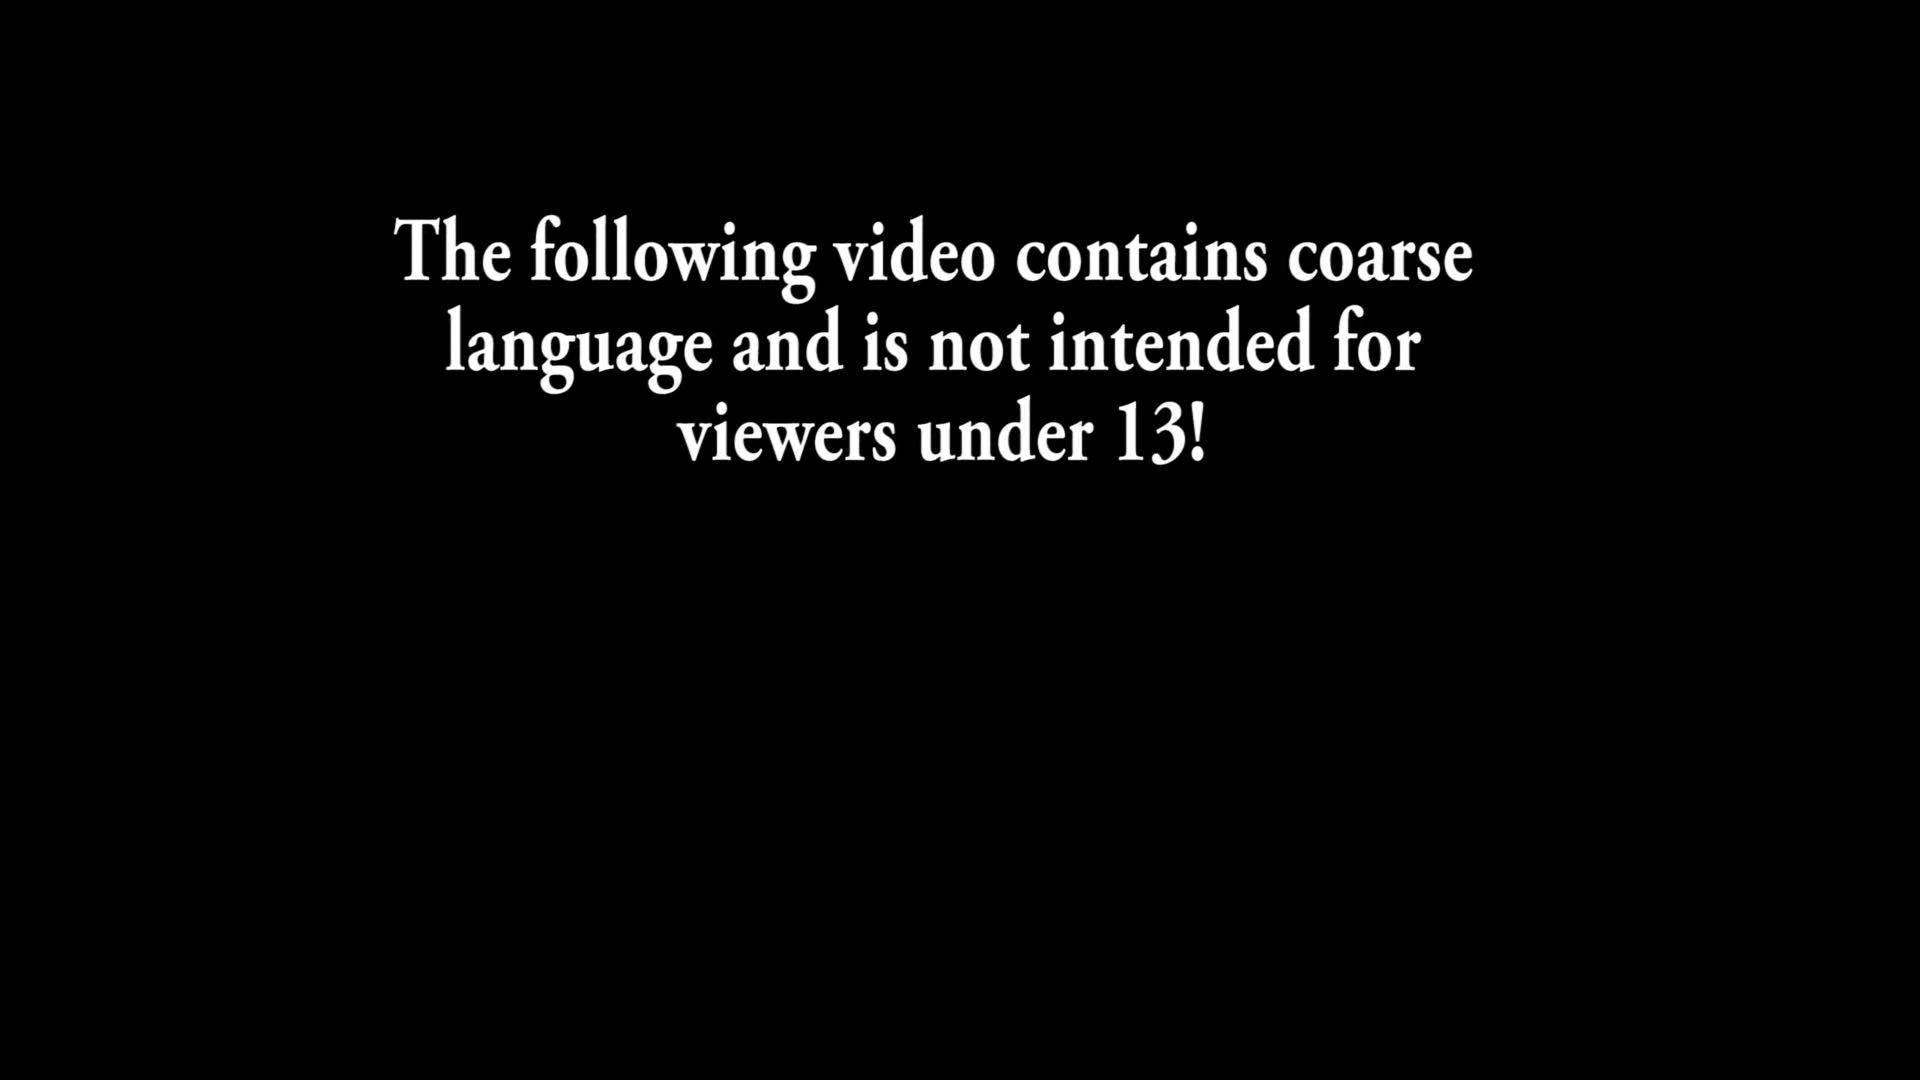 The following video contains coarse
language and is not intended for
viewers under 13!